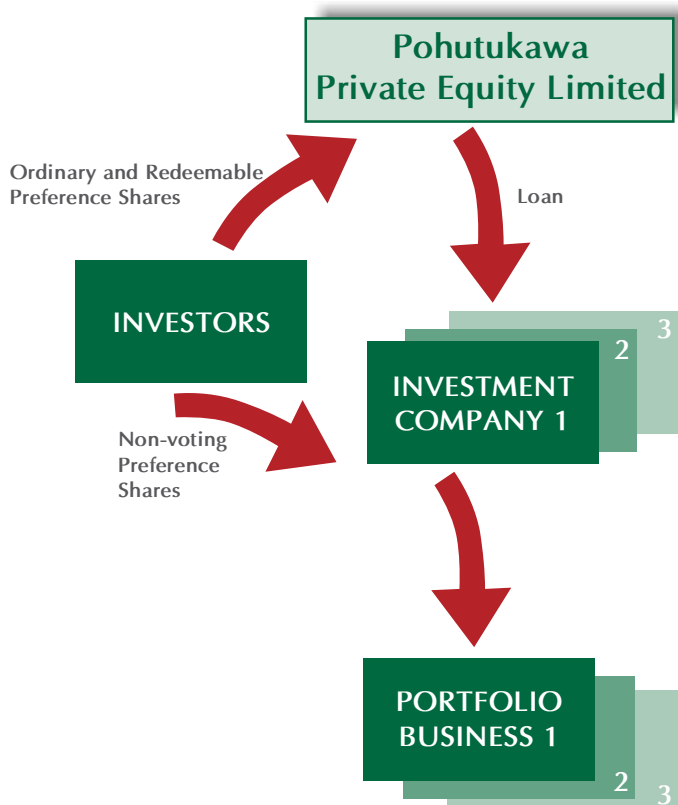 Pohutukawa
Private Equity Limited
Ordinary and Redeemable
Preference Shares
Loan
INVESTORS
3
2
INVESTMENT
COMPANY 1
Non-voting
Preference
Shares
PORTFOLIO
BUSINESS 1
2
3